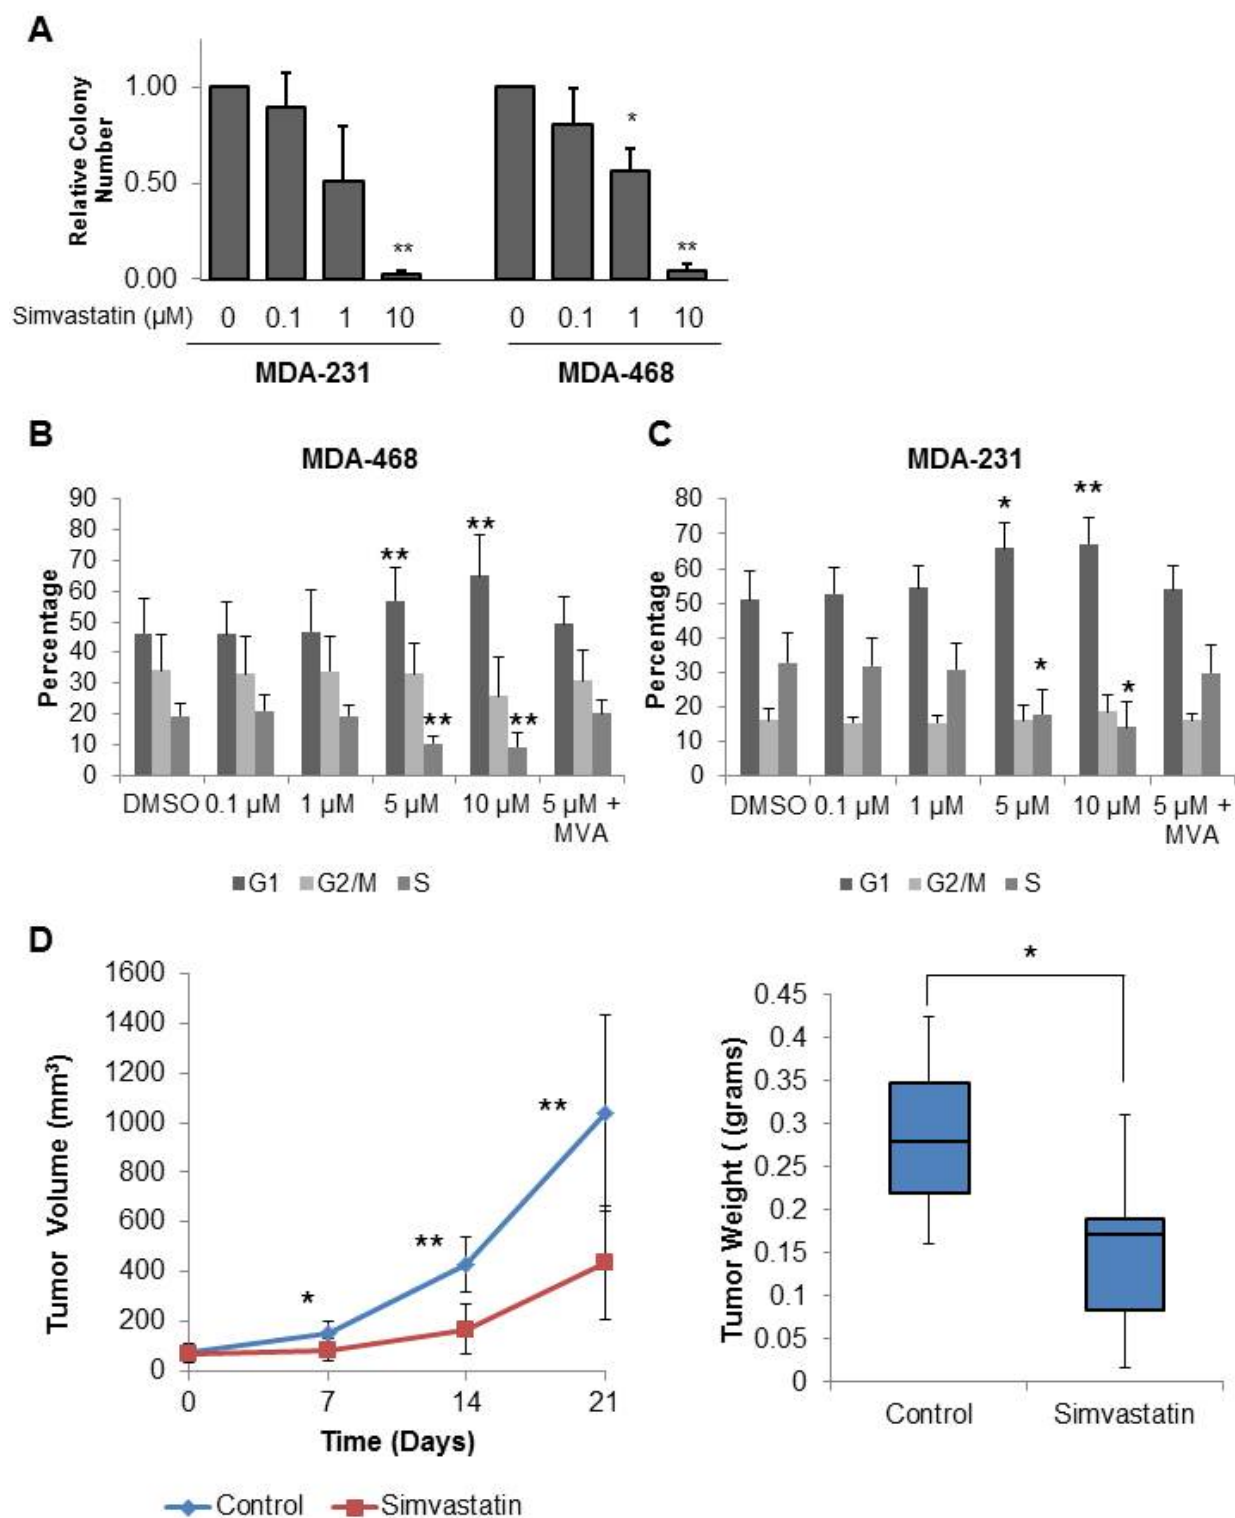 A
Relative Colony
Number
1.00
0.50
0.00
*
**
**
Simvastatin (µM) 0 0.1 1 10 0 0.1 1 10
MDA-231 MDA-468
B
MDA-468
Percentage
90
80
70
60
50
40
30
20
10
0
**
**
**
**
DMSO 0.1 µM 1 µM 5 µM 10 µM 5 µM +
MVA
G1 G2/M S
C
MDA-231
Percentage
80
70
60
50
40
30
20
10
0
*
**
*
*
DMSO 0.1 µM 1 µM 5 µM 10 µM 5 µM +
MVA
G1 G2/M S
D
Tumor Volume (mm³)
1600
1400
1200
1000
800
600
400
200
0
*
**
**
0 7 14 21
Time (Days)
Control Simvastatin
*
Tumor Weight ( (grams)
0.45
0.4
0.35
0.3
0.25
0.2
0.15
0.1
0.05
0
Control Simvastatin